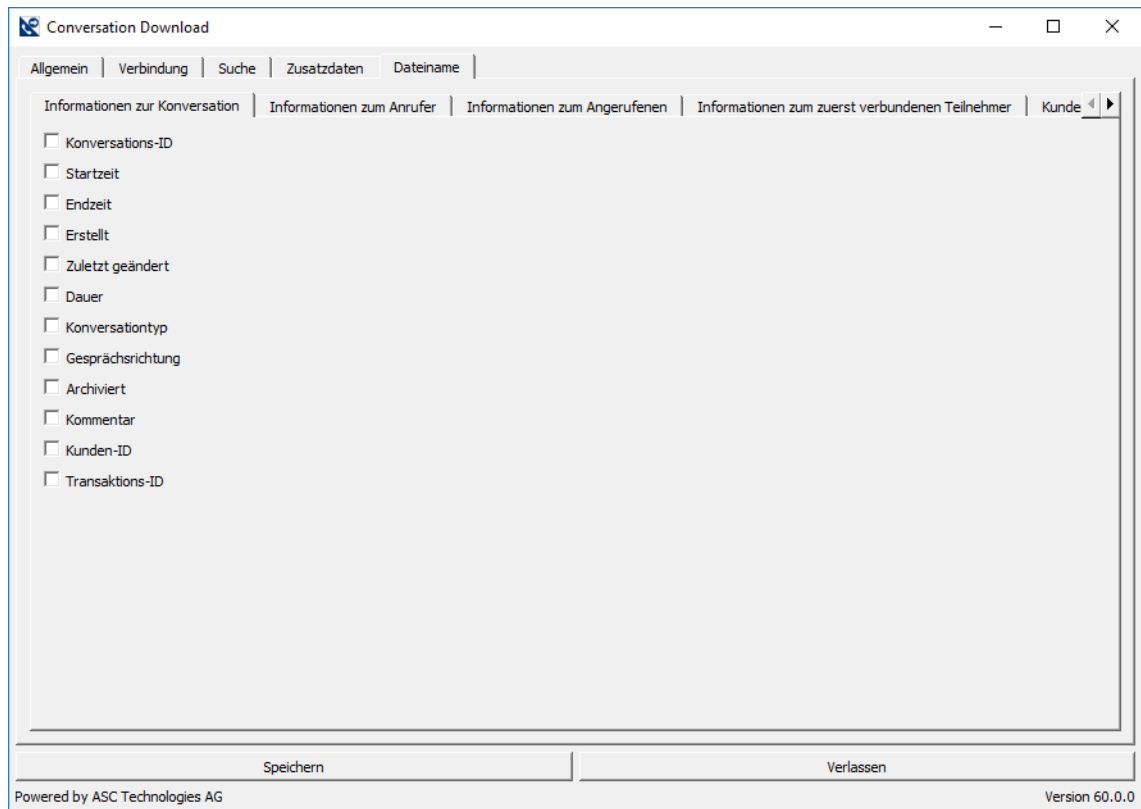 Conversation Download
Allgemein Verbindung Suche Zusatzdaten Dateiname
Informationen zur Konversation Informationen zum Anrufer Informationen zum Angerufenen Informationen zum zuerst verbundenen Teilnehmer Kunde
Konversations-ID
Startzeit
Endzeit
Erstellt
Zuletzt geändert
Dauer
Konversationtyp
Gesprächsrichtung
Archiviert
Kommentar
Kunden-ID
Transaktions-ID
Speichern Verlassen
Powered by ASC Technologies AG Version 60.0.0